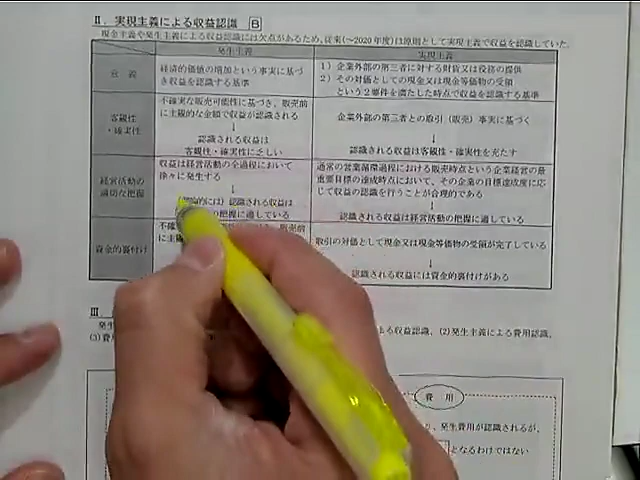 Ⅱ．実現主義による収益認識 B
現金主義や発生主義による収益認識には欠点があるため、従来(～2020年度)は原則として実現主義で収益を認識していた。
発生主義
実現主義
意義
経済的価値の増加という事実に基づ
き収益を認識する基準
1) 企業外部の第三者に対する財貨又は役務の提供
2) その対価としての現金又は現金等価物の受領
という2要件を満たした時点で収益を認識する基準
客観性
・確実性
不確実な販売可能性に基づき、販売前
に主観的な金額で収益が認識される
↓
認識される収益は
客観性・確実性に乏しい
企業外部の第三者との取引（販売）事実に基づく
↓
認識される収益は客観性・確実性を充たす
経営活動の
適切な把握
収益は経営活動の全過程において
徐々に発生する
↓
的には）認識される収益は
の把握に適している
通常の営業循環過程における販売時点という企業経営の最
重要目標の達成時点において、その企業の目標達成度に応
じて収益の認識を行うことが合理的である
↓
認識される収益は経営活動の把握に適している
資金的裏付け
販売前
に主観
取引の対価として現金又は現金等価物の受領が完了している
↓
認識される収益には資金的裏付けがある
Ⅲ
発生
る収益認識、(2)発生主義による費用認識、
(3)費
費用
り、発生費用が認識されるが、
となるわけではない